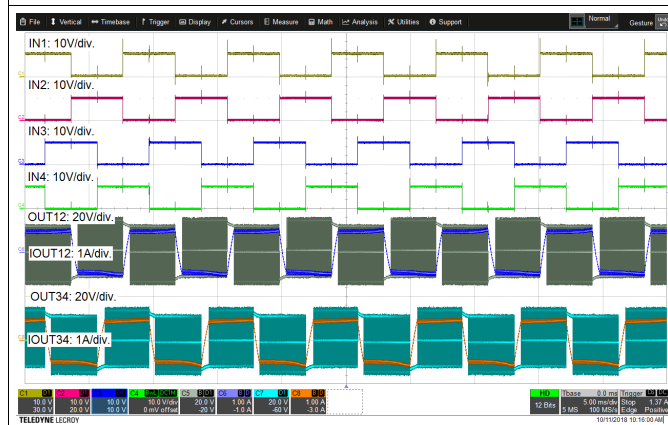 File Vertical Timebase Trigger Display Cursors Measure Math Analysis Utilities Support Normal Gesture Undo
IN1: 10V/div.
C1
IN2: 10V/div.
C2
IN3: 10V/div.
C3
IN4: 10V/div.
C4
OUT12: 20V/div.
IOUT12: 1A/div.
OUT34: 20V/div.
IOUT34: 1A/div.
C1 C2 C3 C4 C5 C6 C7 C8 HD Tbase 0.0 ms Trigger
10.0 V 10.0 V 10.0 V 10.0 V/div 20.0 V 1.00 A 20.0 V 1.00 A 12 Bits 5.00 ms/div Stop 1.37 A
30.0 V 20.0 V 10.0 V 0 mV offset -20 V -1.0 A -60 V -3.0 A 5 MS 100 MS/s Edge Positive
TELEDYNE LECROY 10/11/2018 10:16:00 AM